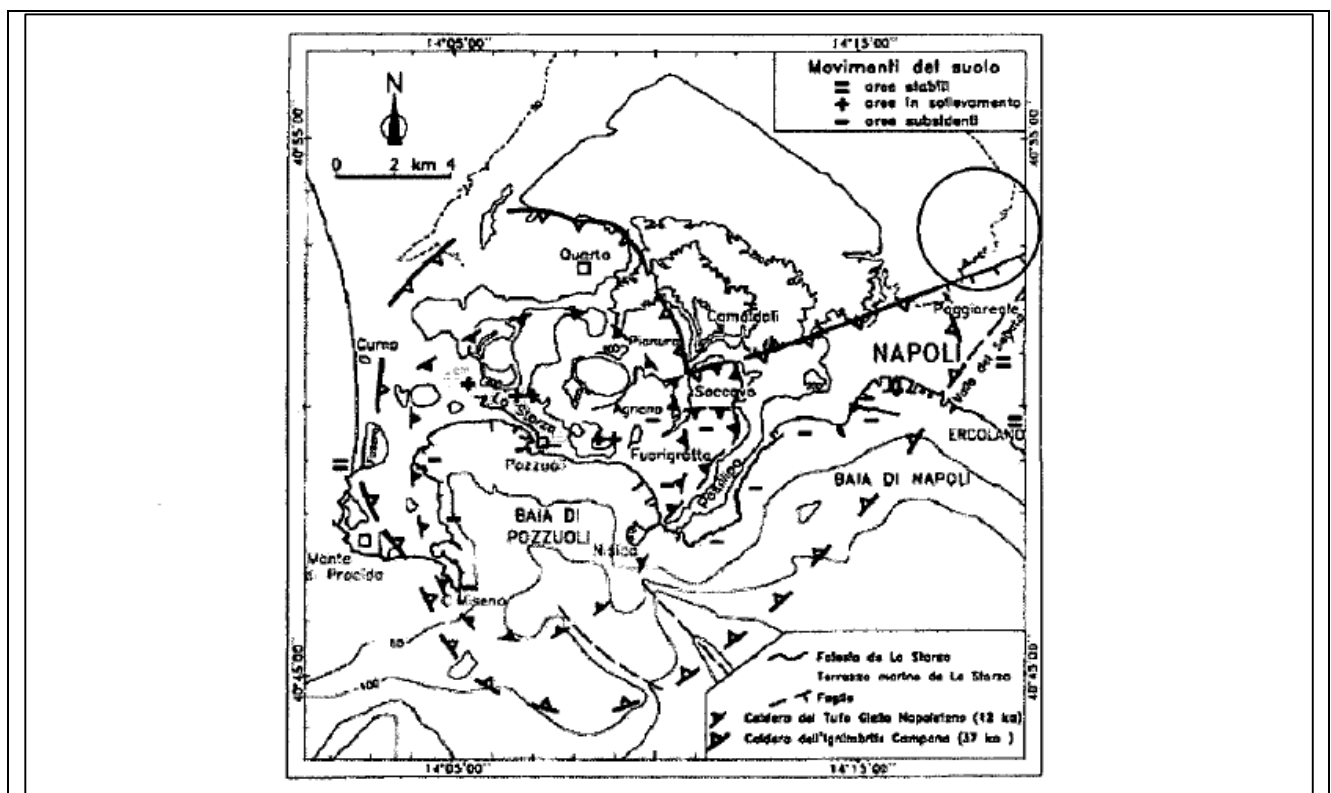 14°05'00"
14°15'00"
Movimenti del suolo
aree stabili
aree in sollevamento
aree subsidenti
N
0 2 km 4
40°55'00"
40°55'00"
Quarto
Camaldoli
Poggioreale
Pianura
NAPOLI
Cuma
Soccavo
La Starza
Agnano
ERCOLANO
Fuorigrotta
Pozzuoli
Posillipo
BAIA DI NAPOLI
BAIA DI
POZZUOLI
Nisida
Monte
di Procida
C. Miseno
50
100
40°45'00"
40°45'00"
Falesia de La Starza
Terrazzo marino de La Starza
Faglie
Caldera del Tufo Giallo Napoletano (12 ka)
Caldera dell'Ignimbrite Campana (37 ka )
14°05'00"
14°15'00"